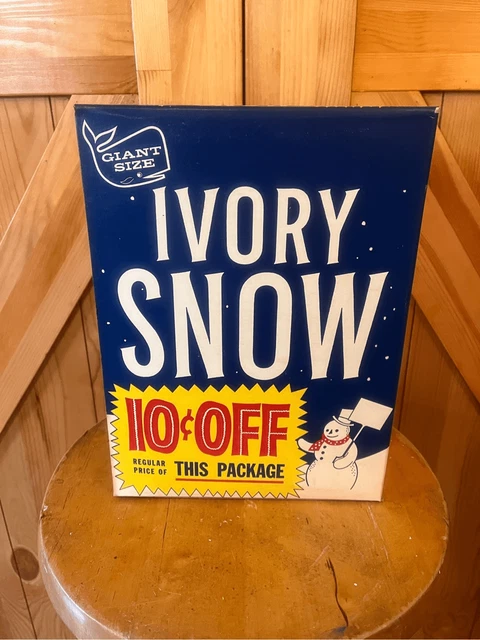 GIANT
SIZE
IVORY
SNOW
10¢ OFF
REGULAR
PRICE OF
THIS PACKAGE